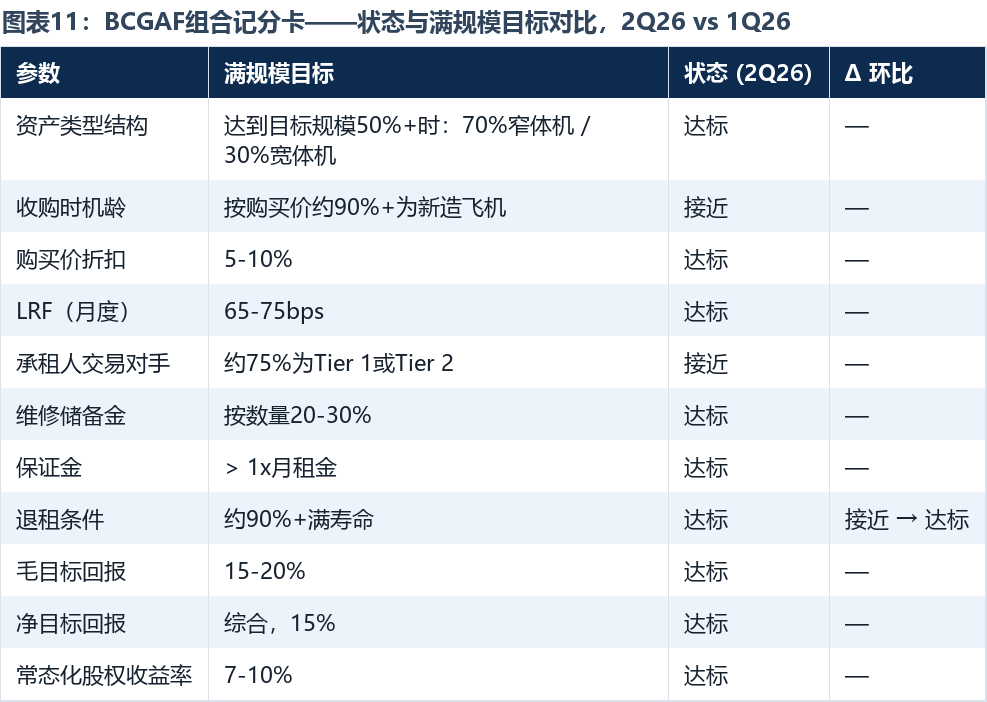 图表11：BCGAF组合记分卡——状态与满规模目标对比，2Q26 vs 1Q26
参数 满规模目标 状态 (2Q26) Δ 环比
资产类型结构 达到目标规模50%+时：70%窄体机 / 达标 —
30%宽体机
收购时机龄 按购买价约90%+为新造飞机 接近 —
购买价折扣 5-10% 达标 —
LRF（月度） 65-75bps 达标 —
承租人交易对手 约75%为Tier 1或Tier 2 接近 —
维修储备金 按数量20-30% 达标 —
保证金 > 1x月租金 达标 —
退租条件 约90%+满寿命 达标 接近 → 达标
毛目标回报 15-20% 达标 —
净目标回报 综合，15% 达标 —
常态化股权收益率 7-10% 达标 —